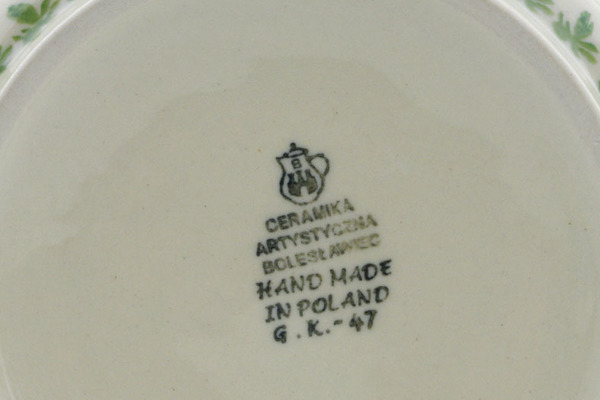 B
CERAMIKA
ARTYSTYCZNA
BOLESŁAWIEC
HAND MADE
IN POLAND
G.K.-47